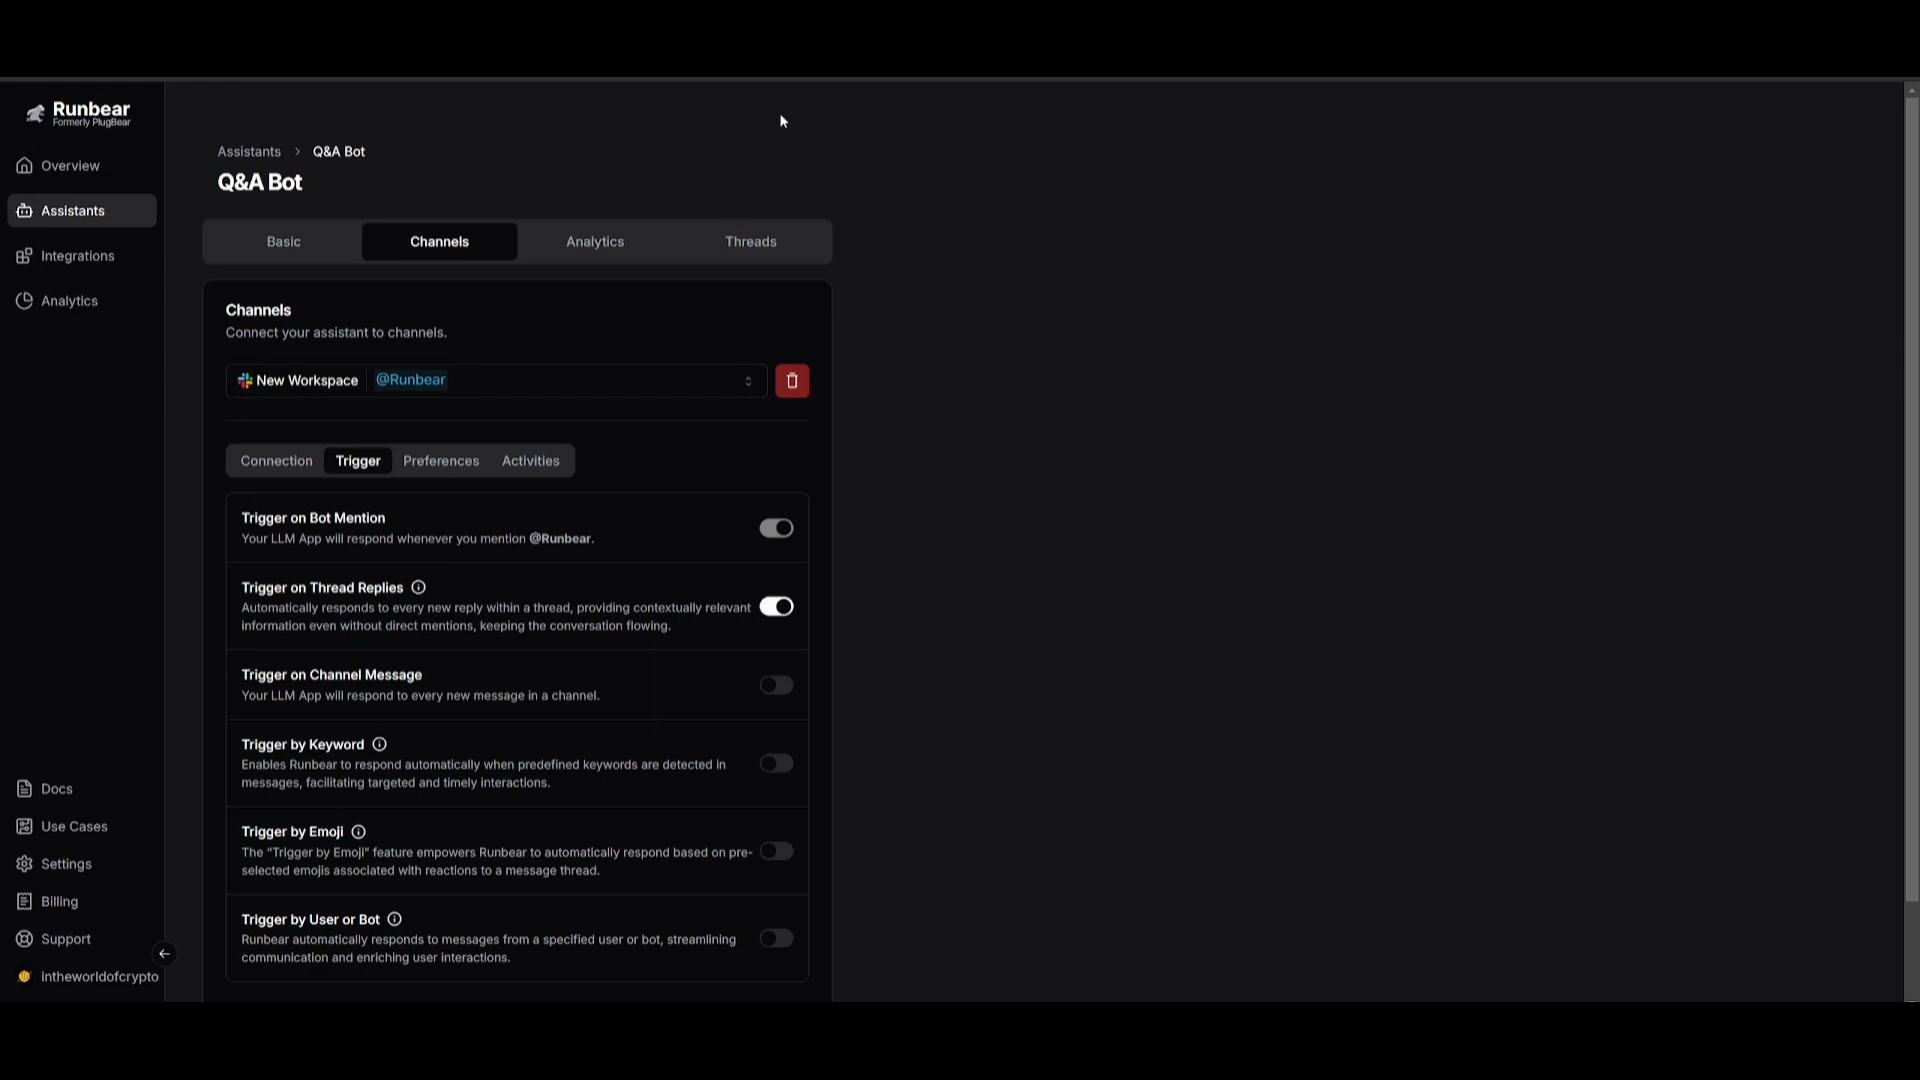 Runbear
Formerly PlugBear
Overview
Assistants
Integrations
Analytics
Docs
Use Cases
Settings
Billing
Support
intheworldofcrypto
Assistants > Q&A Bot
Q&A Bot
Basic Channels Analytics Threads
Channels
Connect your assistant to channels.
New Workspace @Runbear
Connection Trigger Preferences Activities
Trigger on Bot Mention
Your LLM App will respond whenever you mention @Runbear.
Trigger on Thread Replies
Automatically responds to every new reply within a thread, providing contextually relevant
information even without direct mentions, keeping the conversation flowing.
Trigger on Channel Message
Your LLM App will respond to every new message in a channel.
Trigger by Keyword
Enables Runbear to respond automatically when predefined keywords are detected in
messages, facilitating targeted and timely interactions.
Trigger by Emoji
The “Trigger by Emoji” feature empowers Runbear to automatically respond based on pre-
selected emojis associated with reactions to a message thread.
Trigger by User or Bot
Runbear automatically responds to messages from a specified user or bot, streamlining
communication and enriching user interactions.